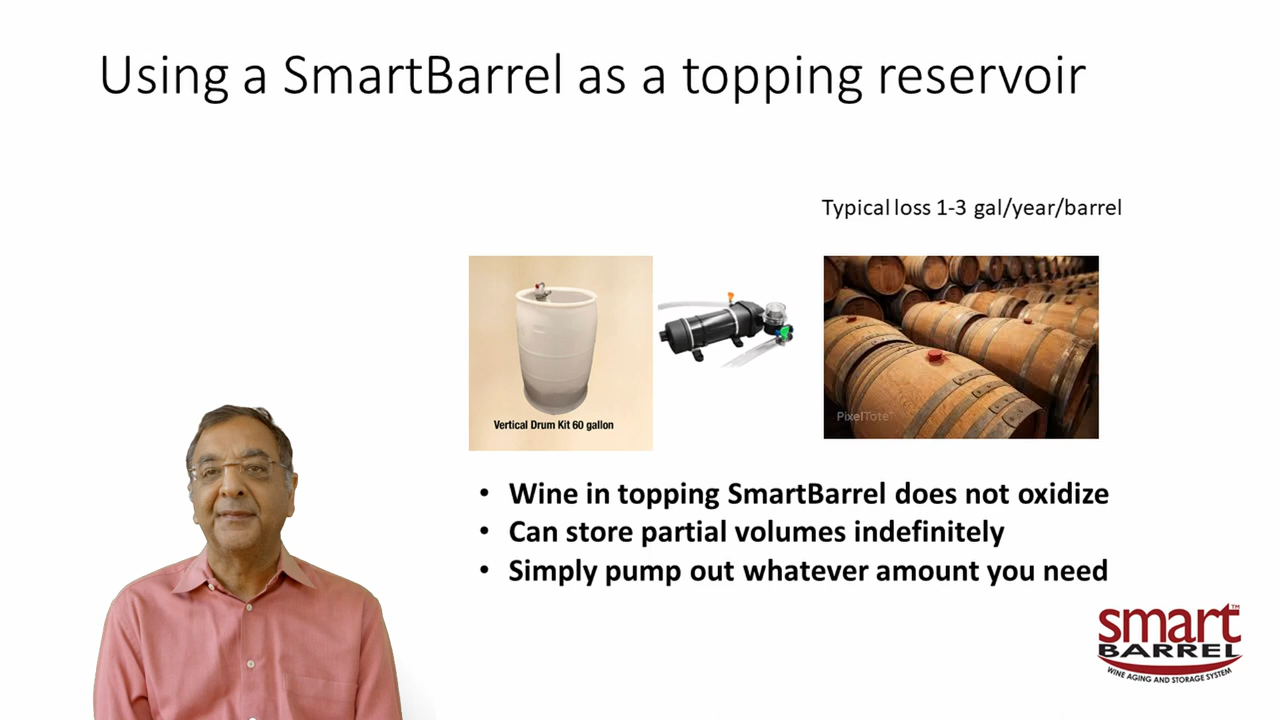 Using a SmartBarrel as a topping reservoir
Typical loss 1-3 gal/year/barrel
Vertical Drum Kit 60 gallon
PixelTote
• Wine in topping SmartBarrel does not oxidize
• Can store partial volumes indefinitely
• Simply pump out whatever amount you need
smart™
BARREL
WINE AGING AND STORAGE SYSTEM